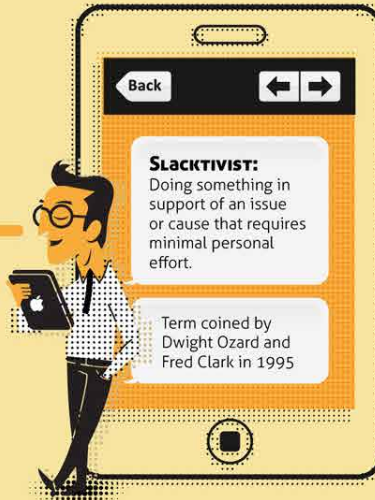 Back
Slacktivist:
Doing something in
support of an issue
or cause that requires
minimal personal
effort.
Term coined by
Dwight Ozard and
Fred Clark in 1995